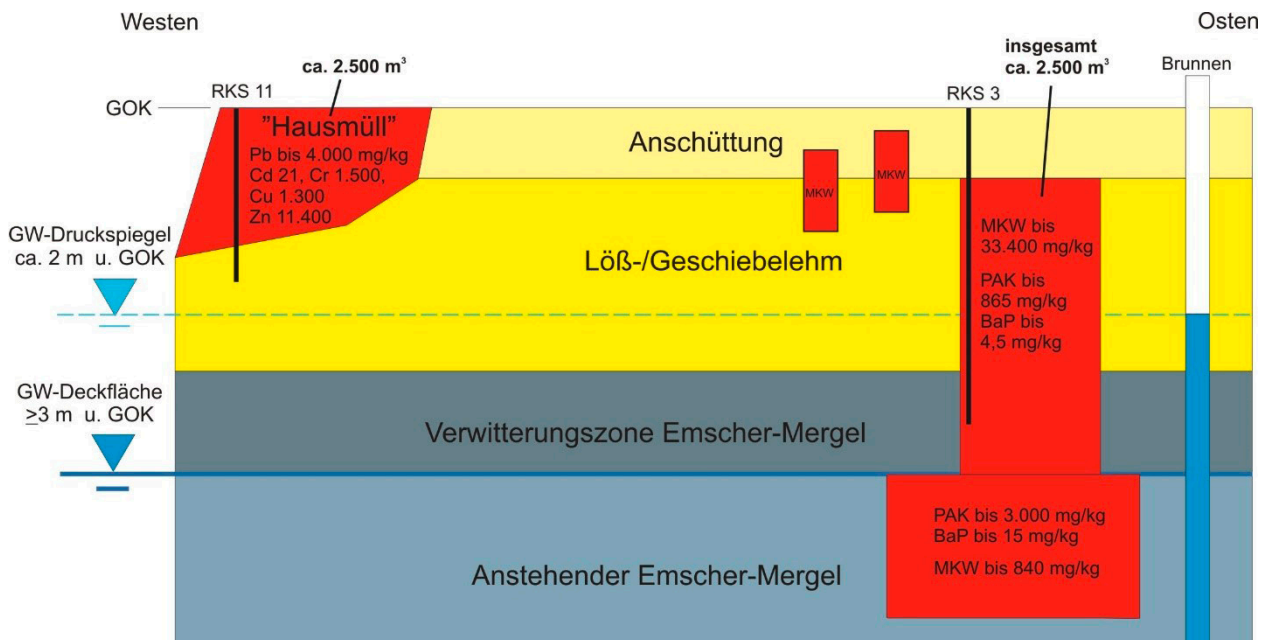 Westen
Osten
ca. 2.500 m³
insgesamt
ca. 2.500 m³
Brunnen
RKS 11
RKS 3
GOK
"Hausmüll"
Pb bis 4.000 mg/kg
Cd 21, Cr 1.500,
Cu 1.300
Zn 11.400
Anschüttung
MKW
MKW
MKW bis
33.400 mg/kg
PAK bis
865 mg/kg
BaP bis
4,5 mg/kg
GW-Druckspiegel
ca. 2 m u. GOK
Löß-/Geschiebelehm
GW-Deckfläche
≥3 m u. GOK
Verwitterungszone Emscher-Mergel
PAK bis 3.000 mg/kg
BaP bis 15 mg/kg
MKW bis 840 mg/kg
Anstehender Emscher-Mergel